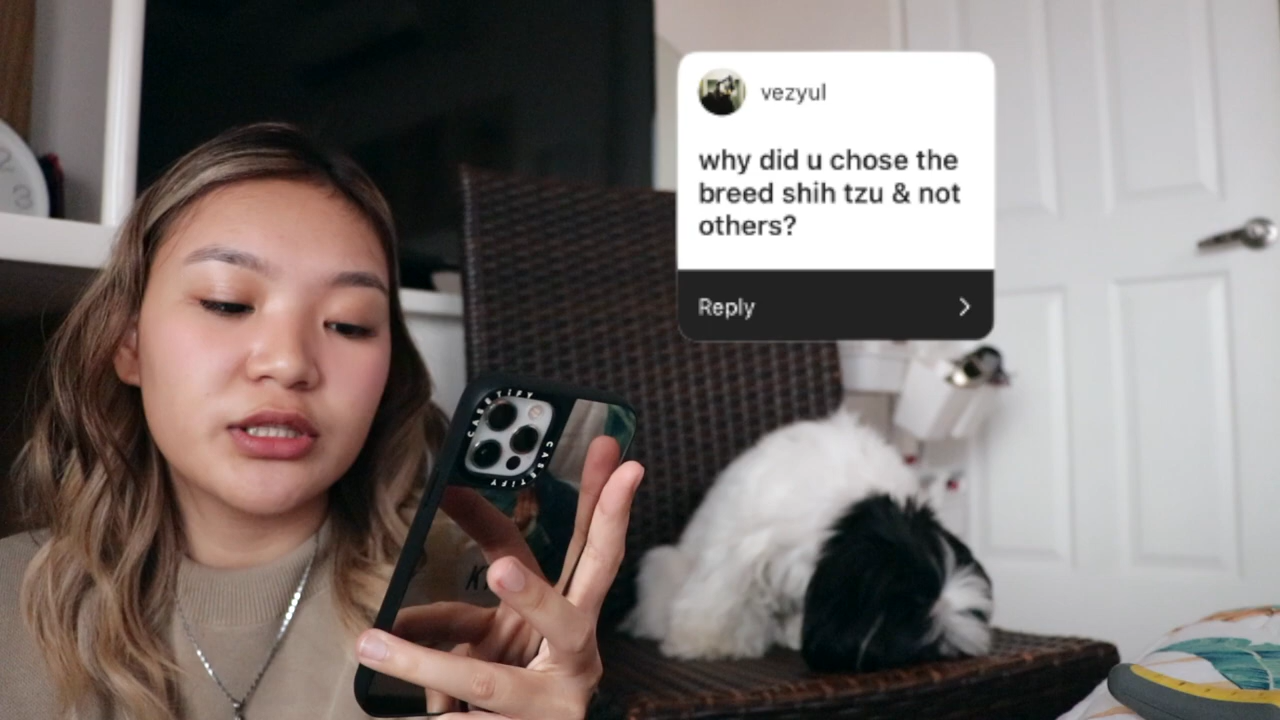 vezyul
why did u chose the
breed shih tzu & not
others?
Reply
CASETIFY
CASETIFY